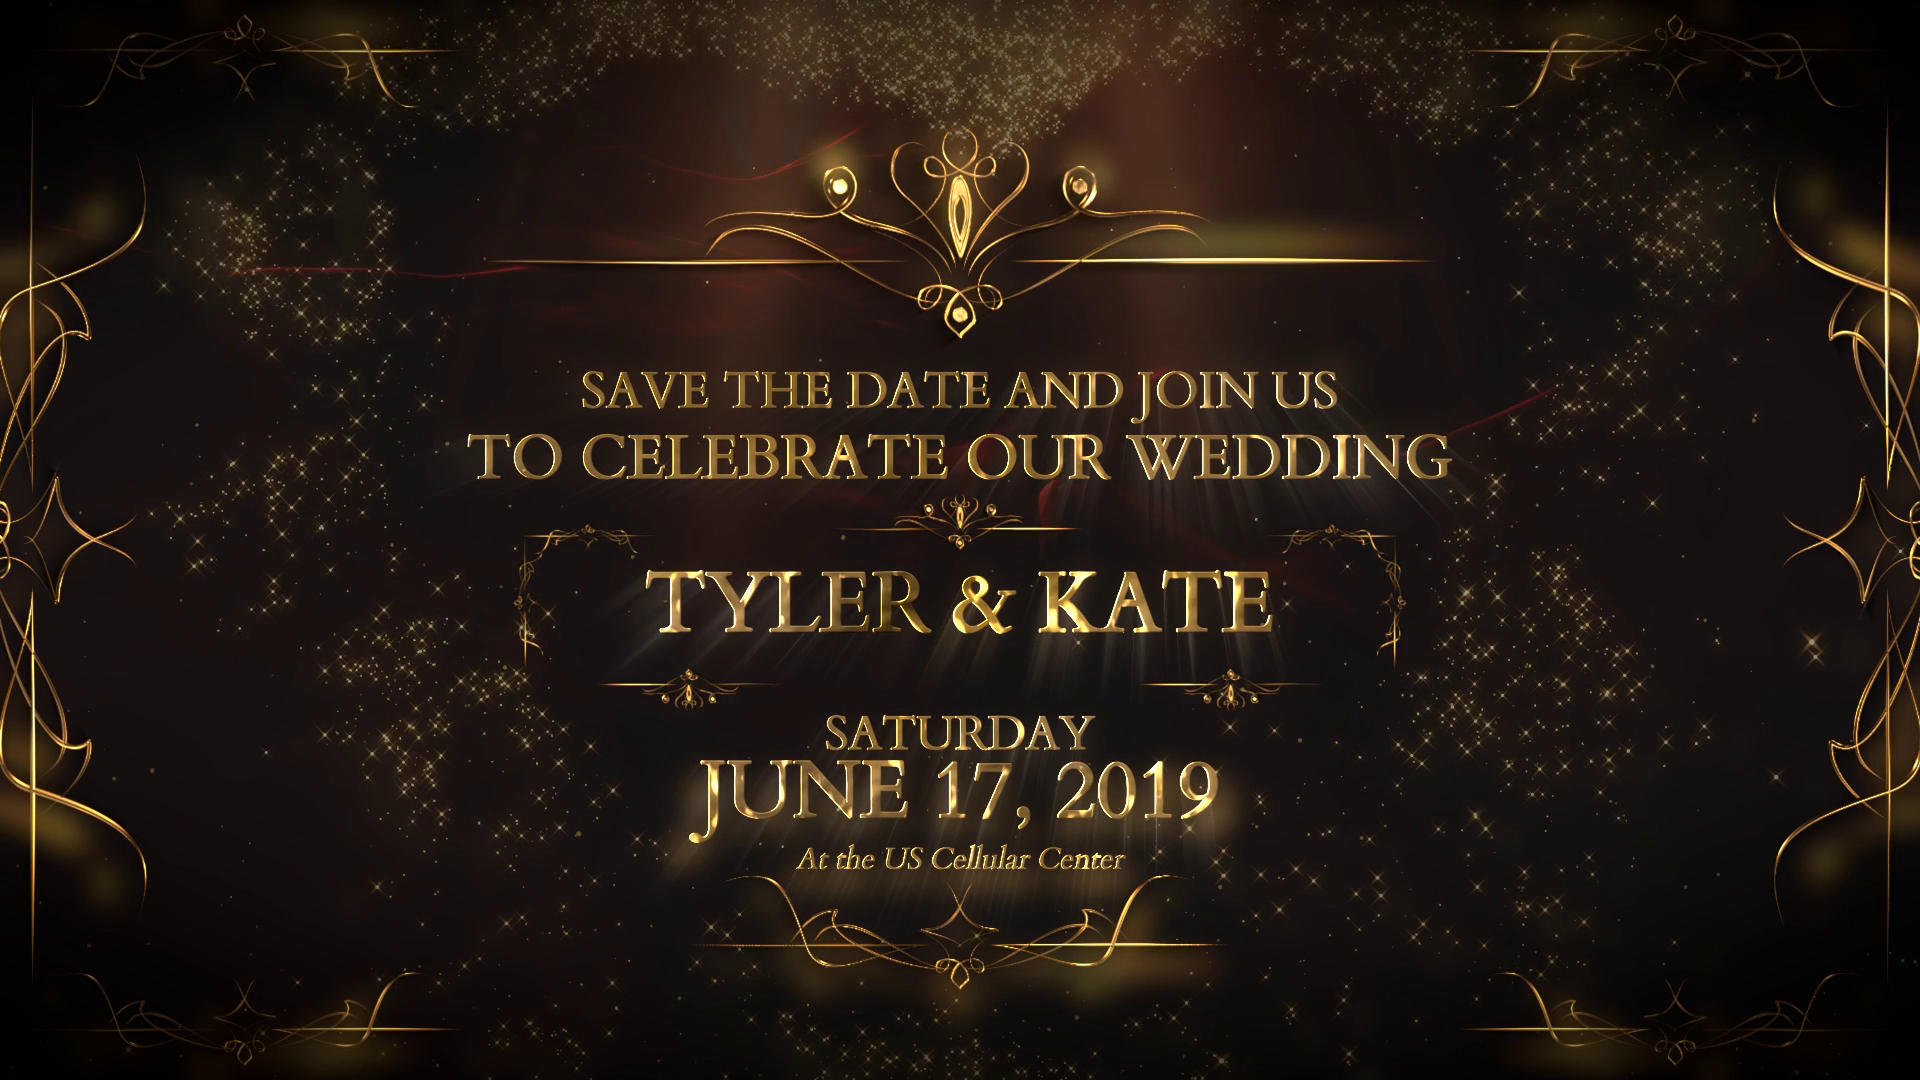 SAVE THE DATE AND JOIN US
TO CELEBRATE OUR WEDDING
TYLER & KATE
SATURDAY
JUNE 17, 2019
At the US Cellular Center